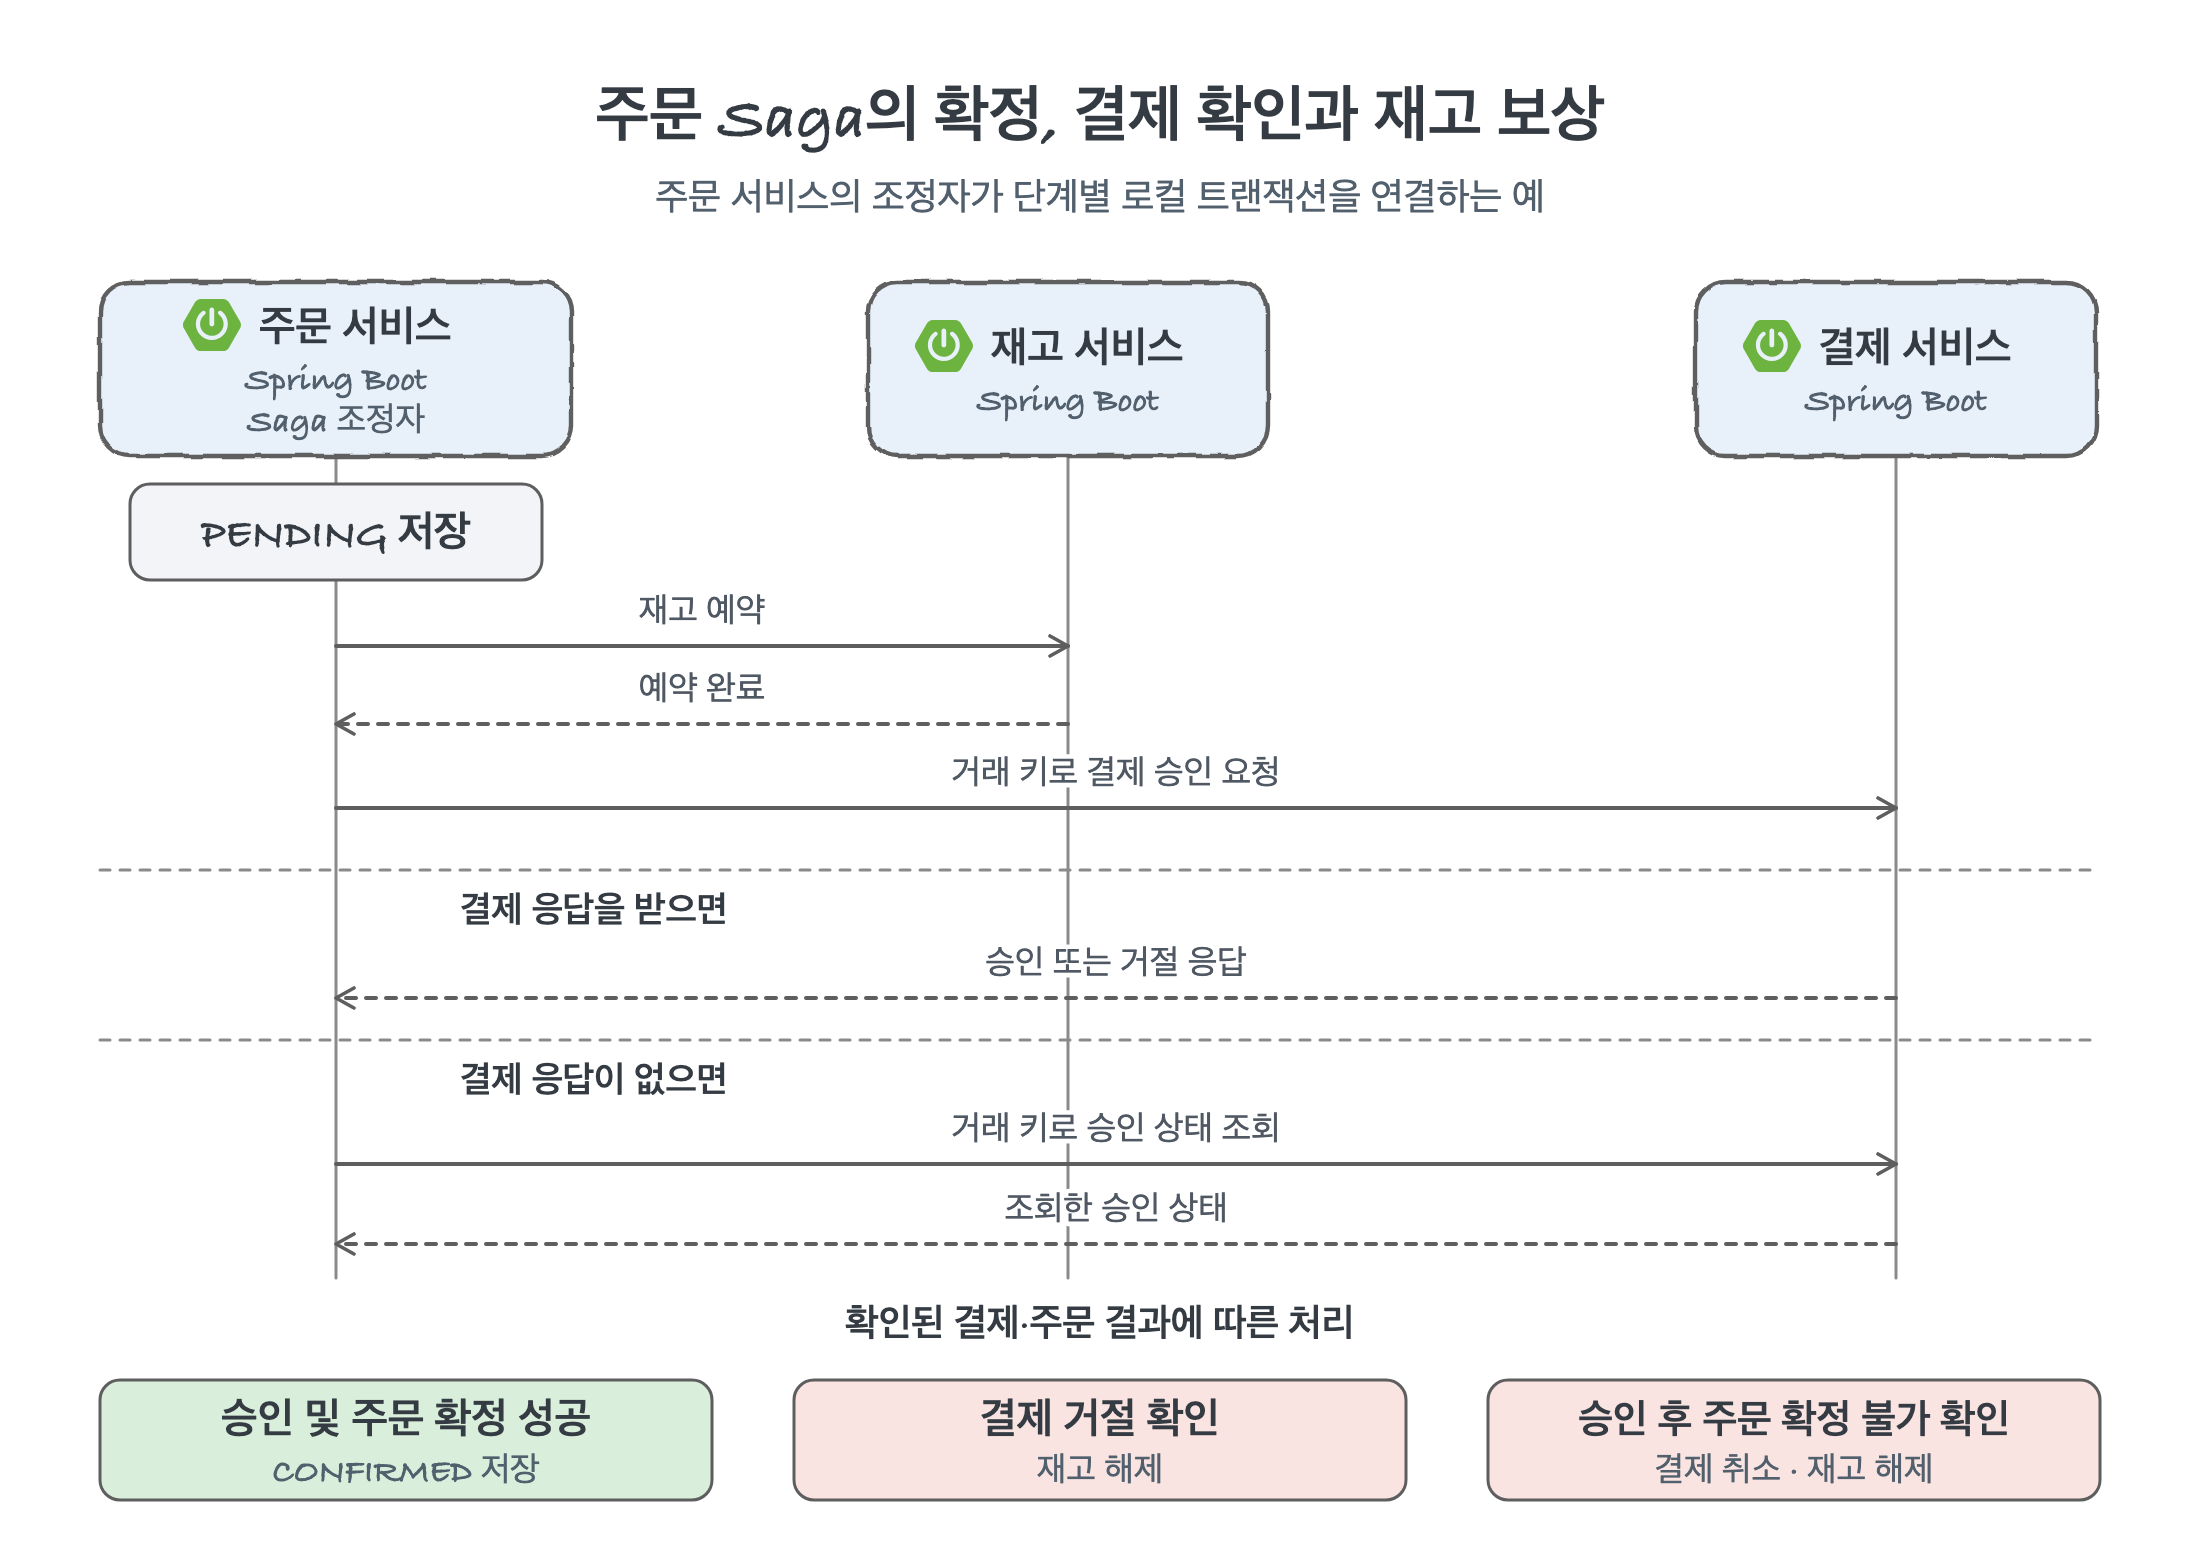 주문 Saga의 확정, 결제 확인과 재고 보상
주문 서비스의 조정자가 단계별 로컬 트랜잭션을 연결하는 예
주문 서비스
Spring Boot
Saga 조정자
재고 서비스
Spring Boot
결제 서비스
Spring Boot
PENDING 저장
재고 예약
예약 완료
거래 키로 결제 승인 요청
결제 응답을 받으면
승인 또는 거절 응답
결제 응답이 없으면
거래 키로 승인 상태 조회
조회한 승인 상태
확인된 결제·주문 결과에 따른 처리
승인 및 주문 확정 성공
CONFIRMED 저장
결제 거절 확인
재고 해제
승인 후 주문 확정 불가 확인
결제 취소 · 재고 해제